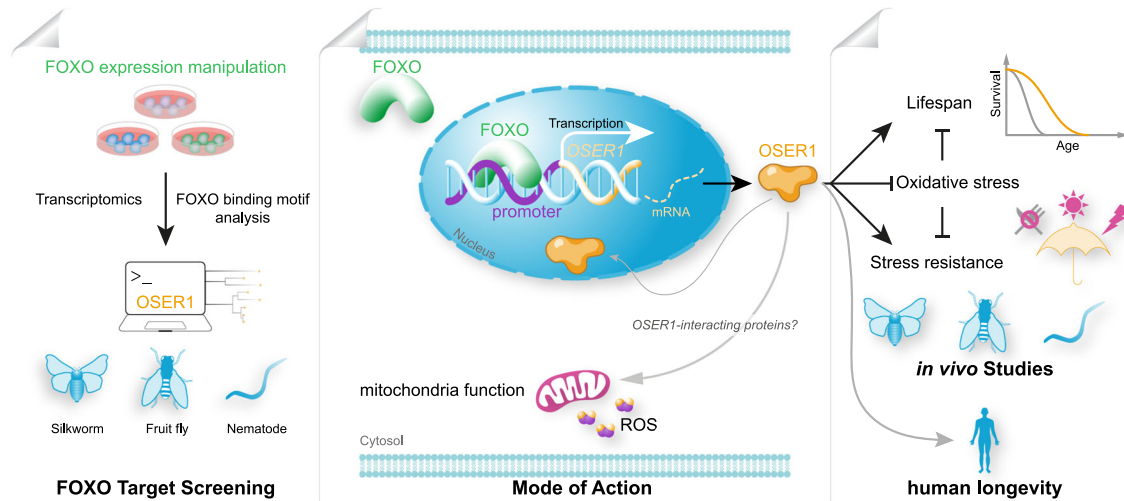 FOXO expression manipulation
Transcriptomics
FOXO binding motif
analysis
>_
OSER1
Silkworm
Fruit fly
Nematode
FOXO Target Screening
FOXO
FOXO
Transcription
OSER1
promoter
mRNA
Nucleus
OSER1
OSER1-interacting proteins?
mitochondria function
ROS
Cytosol
Mode of Action
Lifespan
Survival
Age
Oxidative stress
Stress resistance
in vivo Studies
human longevity